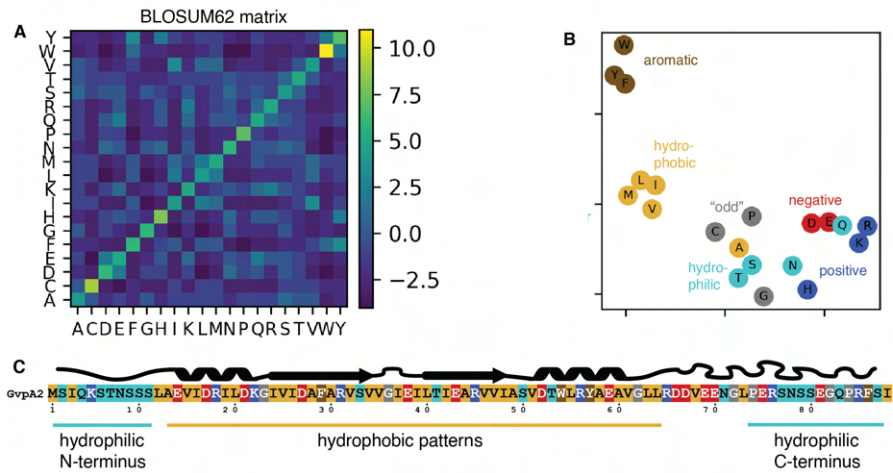 A
BLOSUM62 matrix
Y
W
V
T
S
R
Q
P
N
M
L
K
I
H
G
F
E
D
C
A
A C D E F G H I K L M N P Q R S T V W Y
10.0
7.5
5.0
2.5
0.0
−2.5
B
W
aromatic
Y F
hydro-
phobic
L I
M
V
"odd"
P
C
A
negative
D E Q R
K
hydro-
philic
S
T
N
positive
H
G
C
GvpA2 MSIQKSTNSSSLAEVIDRILDKGIVIDAFARVSVVGIEILTIEARVVIASVDTWLRYAEAVGLLRDDVEENGLPERSNSSEGQPRFSI
1 10 20 30 40 50 60 70 80
hydrophilic
N-terminus
hydrophobic patterns
hydrophilic
C-terminus